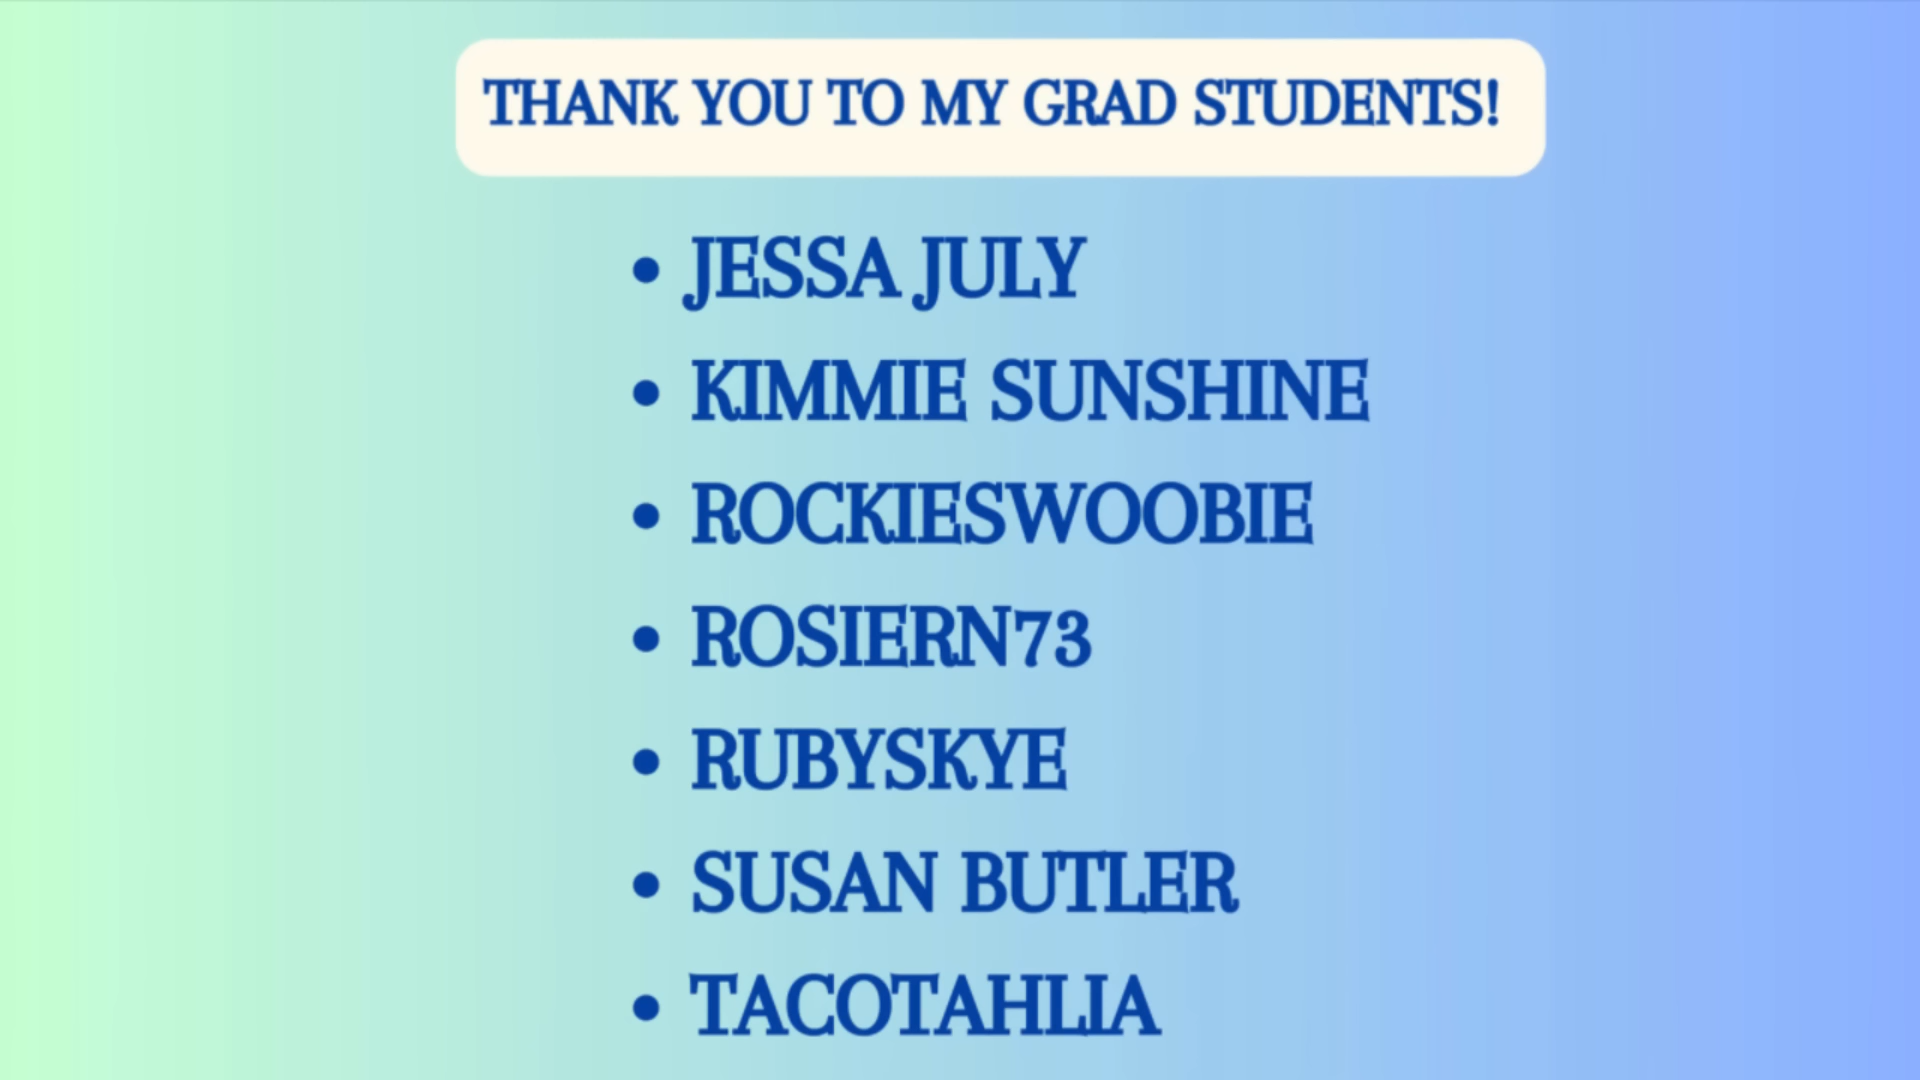 THANK YOU TO MY GRAD STUDENTS!
• JESSA JULY
• KIMMIE SUNSHINE
• ROCKIESWOOBIE
• ROSIERN73
• RUBYSKYE
• SUSAN BUTLER
• TACOTAHLIA